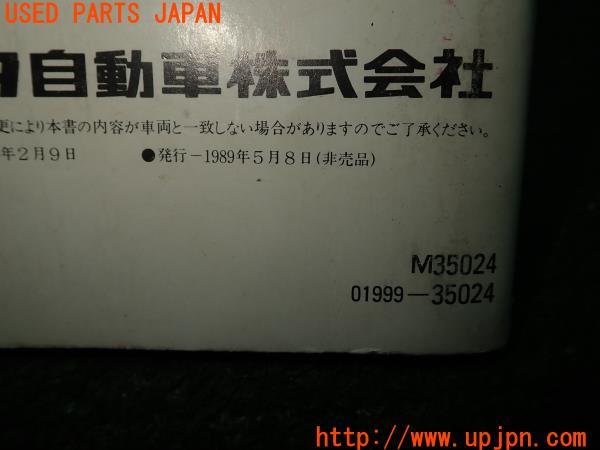 USED PARTS JAPAN
タ自動車株式会社
更により本書の内容が車両と一致しない場合がありますのでご了承ください。
年2月9日 ●発行－1989年5月8日(非売品)
M35024
01999－35024
http://www.upjpn.com